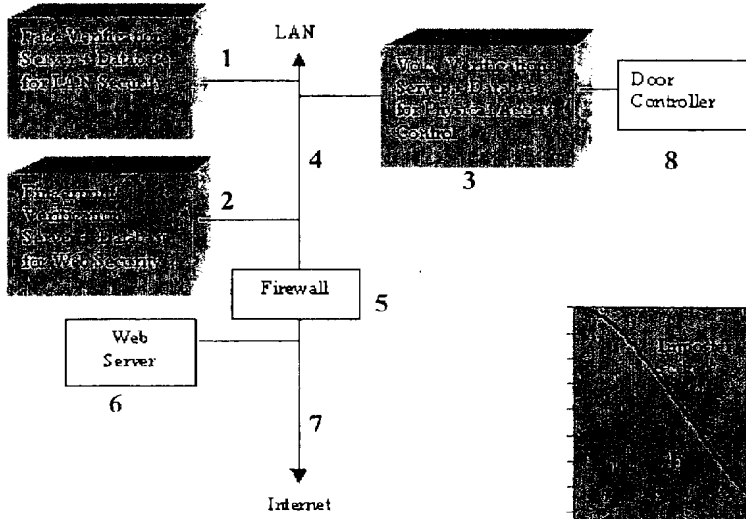 Face Verification
Server + Database
for LAN Security
1
LAN
Voice Verification
Server + Database
for Physical Access
Control
3
Door
Controller
8
4
Fingerprint
Verification
Server + Database
for Web Security
2
Firewall
5
Web
Server
6
7
Internet
Imposter